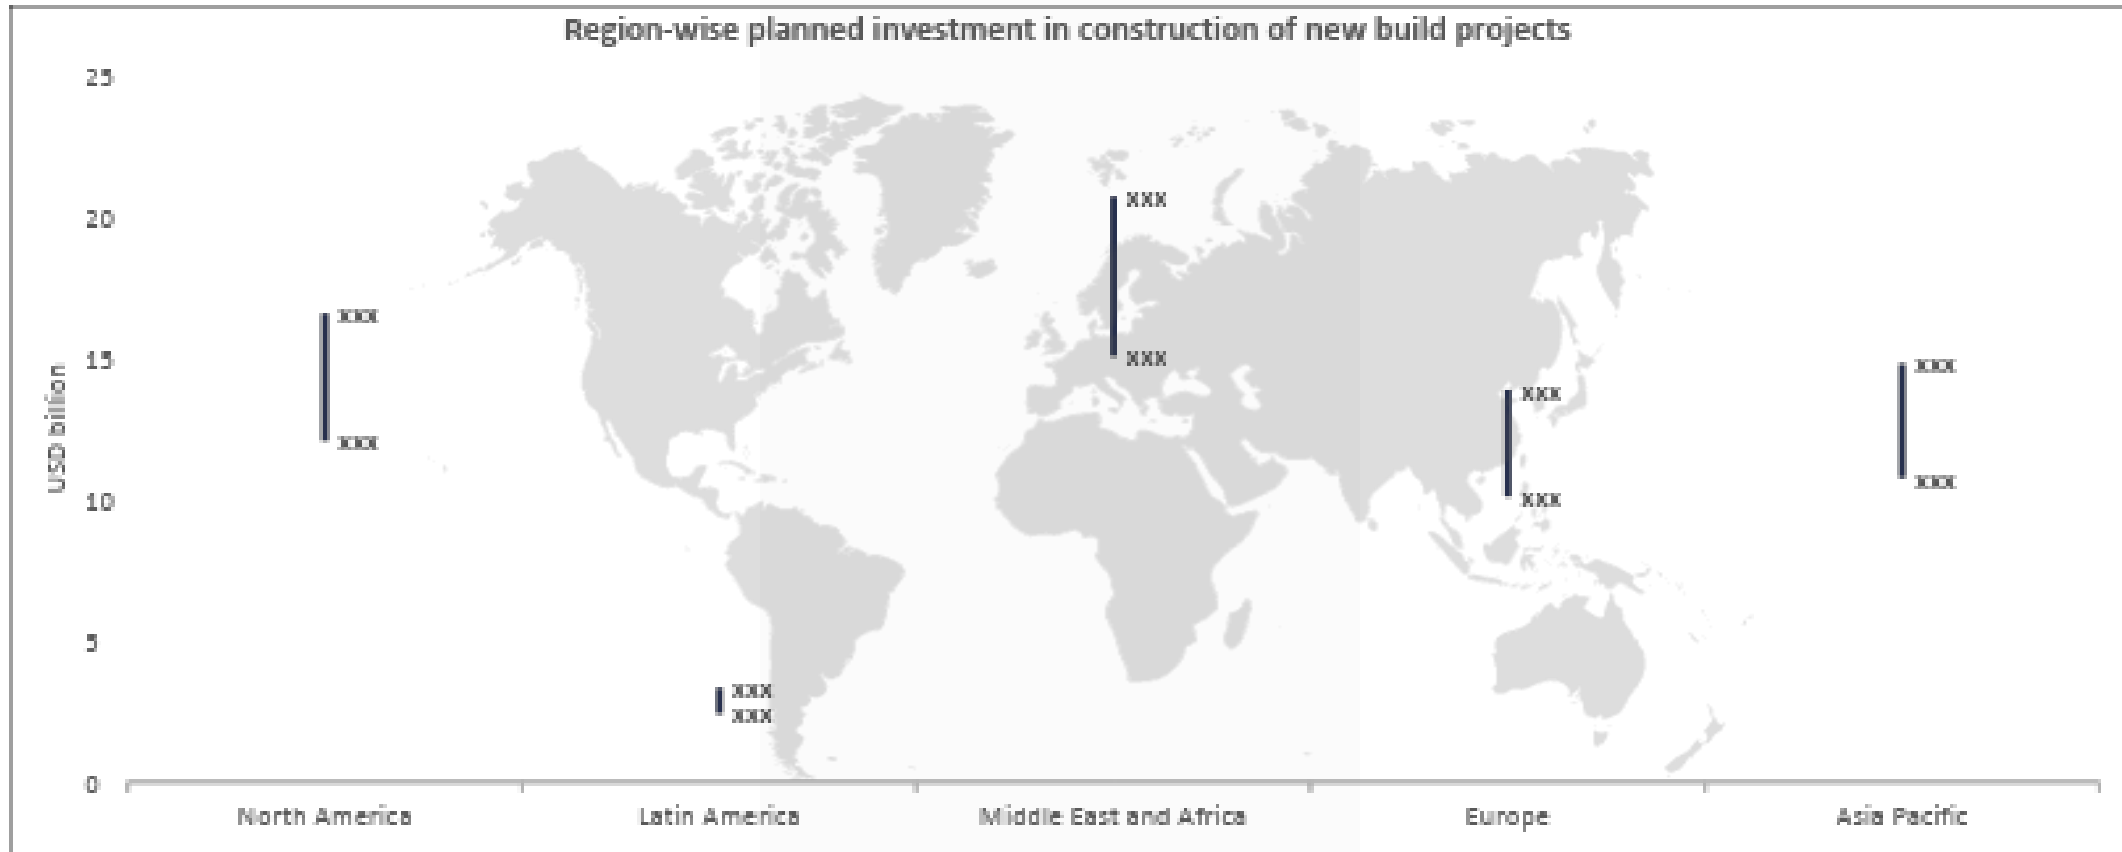 Region-wise planned investment in construction of new build projects
25
20
15
10
5
0
USD billion
xxx
xxx
xxx
xxx
xxx
xxx
xxx
xxx
xxx
xxx
North America
Latin America
Middle East and Africa
Europe
Asia Pacific